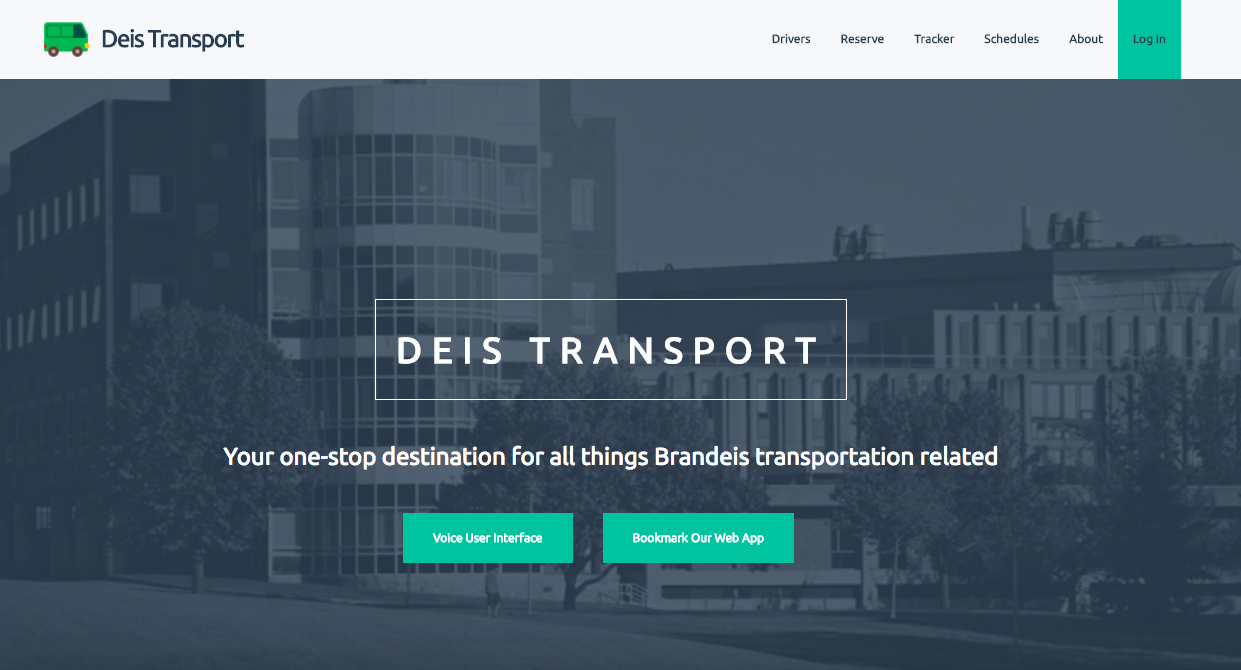 Deis Transport
Drivers Reserve Tracker Schedules About Log In
DEIS TRANSPORT
Your one-stop destination for all things Brandeis transportation related
Voice User Interface Bookmark Our Web App